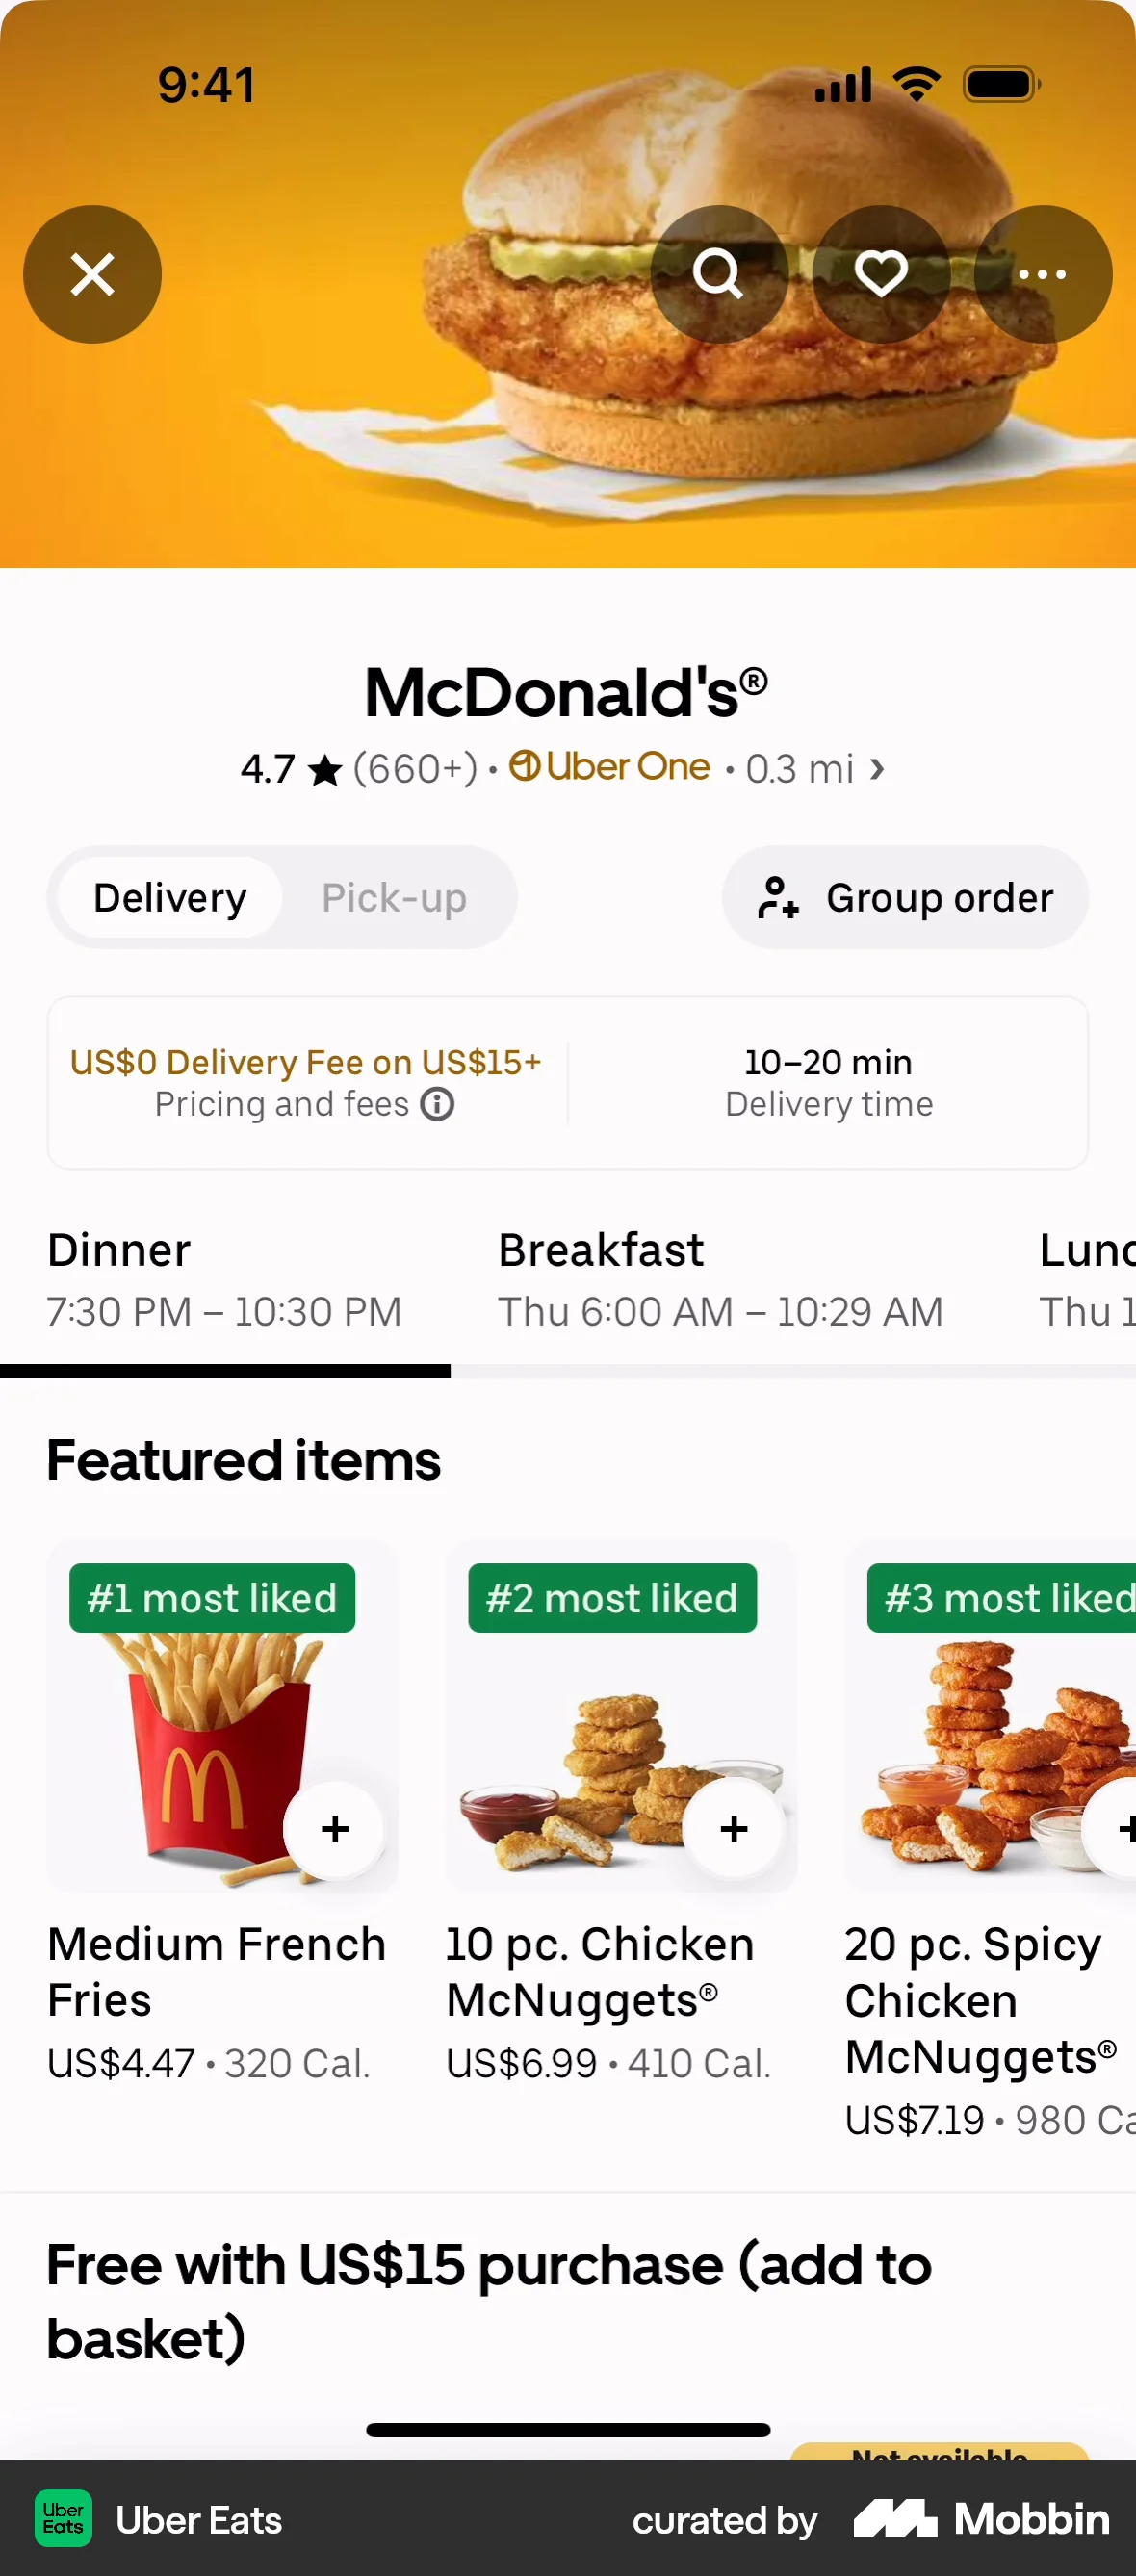 9:41
McDonald's®
4.7 ★ (660+) • Uber One • 0.3 mi ›
Delivery
Pick-up
Group order
US$0 Delivery Fee on US$15+
Pricing and fees
10–20 min
Delivery time
Dinner
7:30 PM – 10:30 PM
Breakfast
Thu 6:00 AM – 10:29 AM
Thu
Featured items
#1 most liked
Medium French
Fries
US$4.47 • 320 Cal.
#2 most liked
10 pc. Chicken
McNuggets®
US$6.99 • 410 Cal.
#3 most liked
20 pc. Spicy
Chicken
McNuggets®
US$7.19 • 980
Free with US$15 purchase (add to
basket)
Not available
Uber
Eats
Uber Eats
curated by
Mobbin